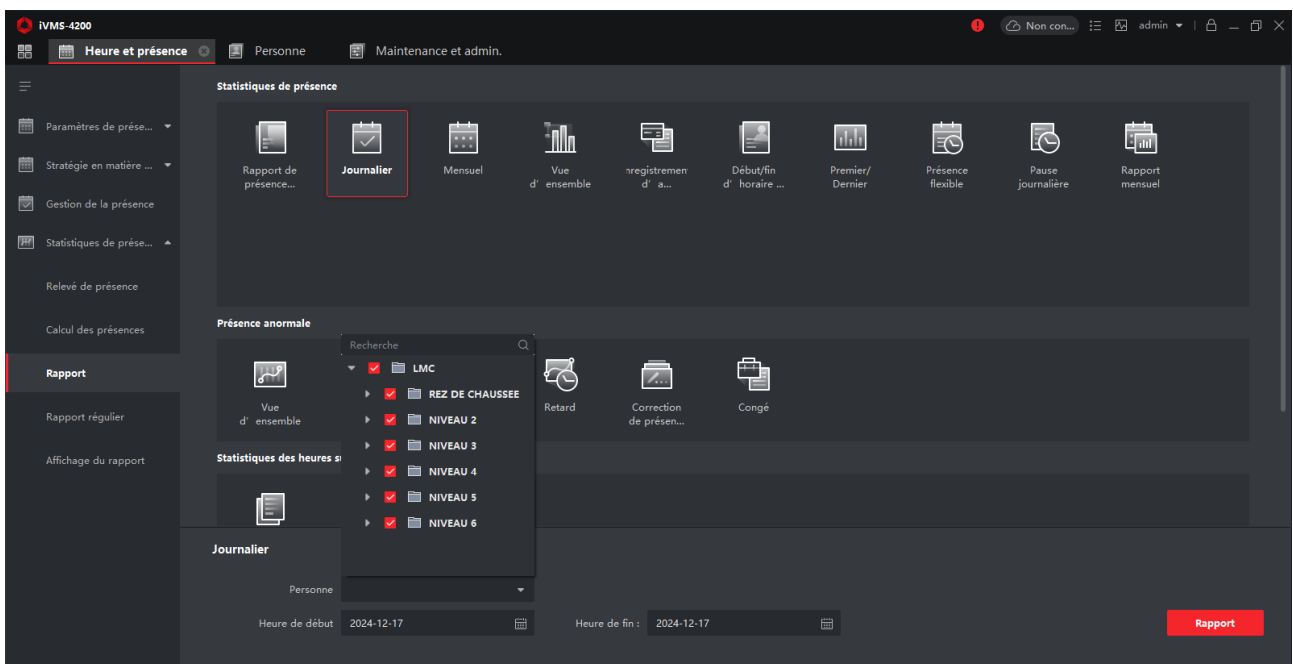 iVMS-4200
Non con...
admin
Heure et présence
Personne
Maintenance et admin.
Paramètres de prése...
Stratégie en matière ...
Gestion de la présence
Statistiques de prése...
Relevé de présence
Calcul des présences
Rapport
Rapport régulier
Affichage du rapport
Statistiques de présence
Rapport de
présence...
Journalier
Mensuel
Vue
d' ensemble
nregistremen
d' a...
Début/fin
d' horaire ...
Premier/
Dernier
Présence
flexible
Pause
journalière
Rapport
mensuel
Présence anormale
Vue
d' ensemble
Retard
Correction
de présen...
Congé
Recherche
LMC
REZ DE CHAUSSEE
NIVEAU 2
NIVEAU 3
NIVEAU 4
NIVEAU 5
NIVEAU 6
Statistiques des heures s
Journalier
Personne
Heure de début 2024-12-17
Heure de fin : 2024-12-17
Rapport